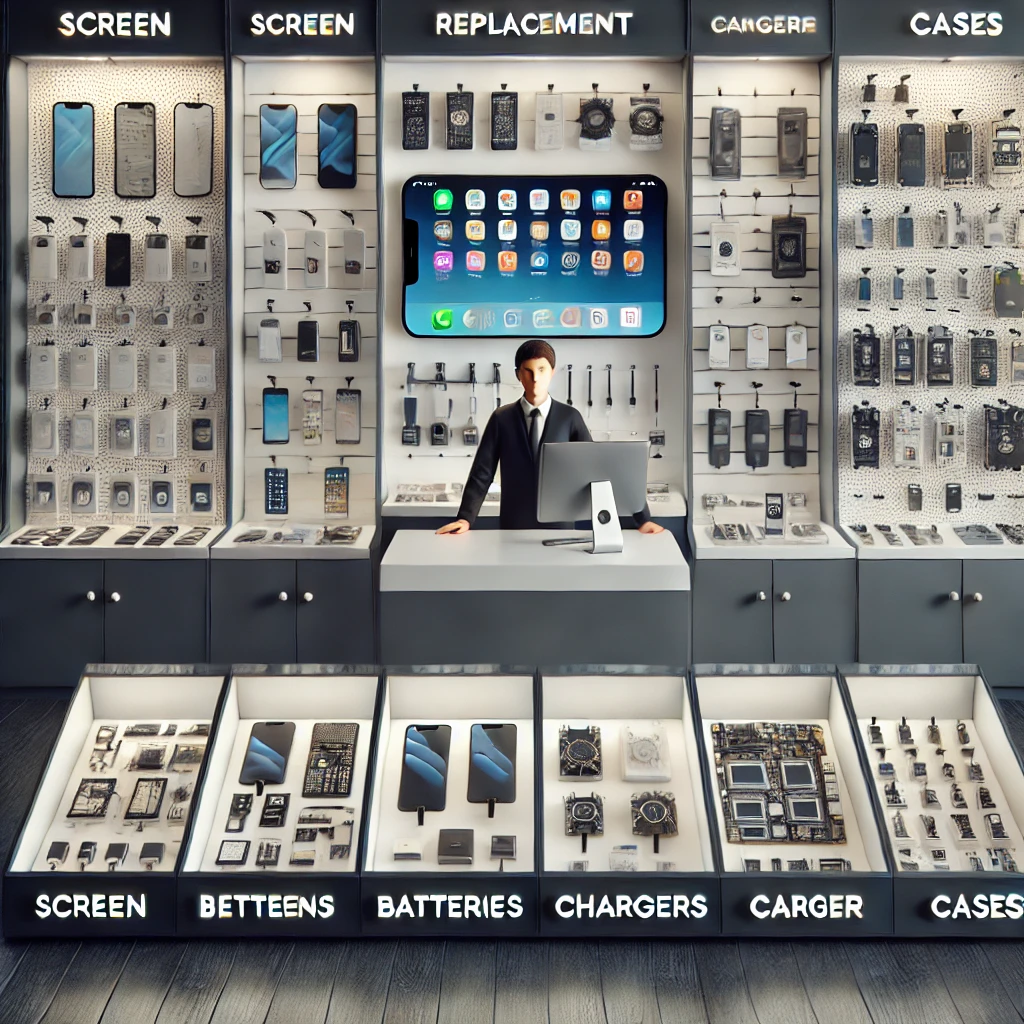 SCREEN
SCREEN
REPLACEMENT
CANGERE
CASES
SCREEN
BETTEENS
BATTERIES
CHARGERS
CARGER
CASES